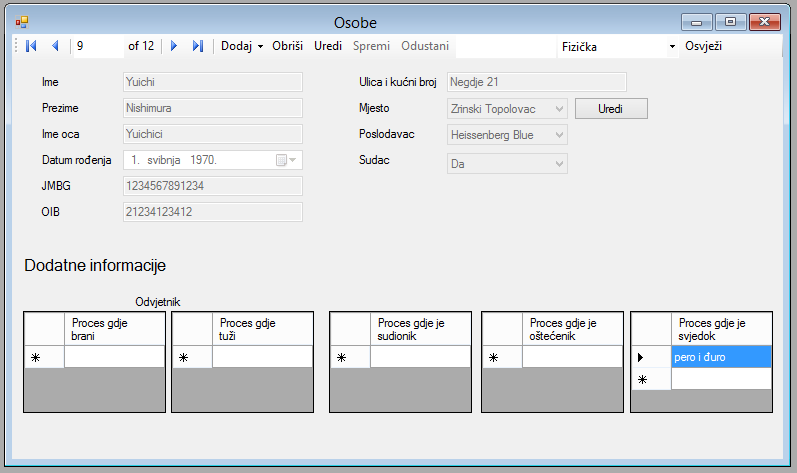 Osobe
9 of 12 Dodaj Obriši Uredi Spremi Odustani Fizička Osvježi
Ime Yuichi Ulica i kućni broj Negdje 21
Prezime Nishimura Mjesto Zrinski Topolovac Uredi
Ime oca Yuichici Poslodavac Heissenberg Blue
Datum rođenja 1. svibnja 1970. Sudac Da
JMBG 1234567891234
OIB 21234123412
Dodatne informacije
Odvjetnik
Proces gdje brani
Proces gdje tuži
Proces gdje je sudionik
Proces gdje je oštećenik
Proces gdje je svjedok
pero i đuro